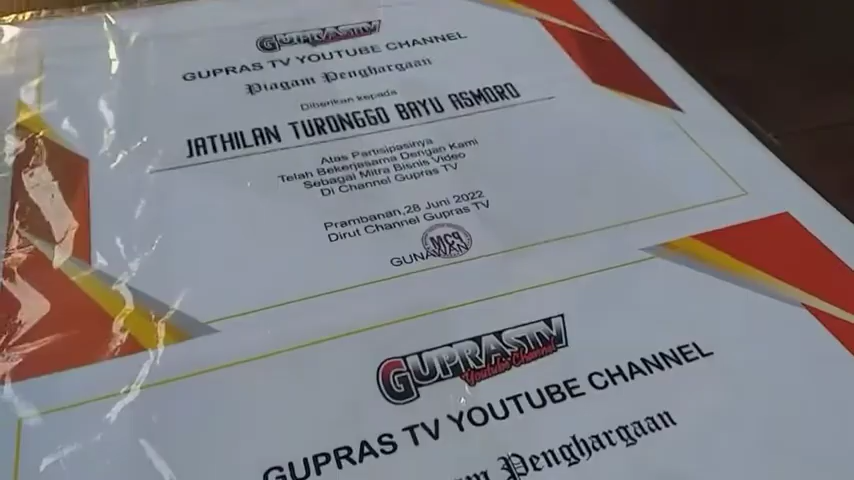 GUPRASTV
GUPRAS TV YOUTUBE CHANNEL
Piagam Penghargaan
Diberikan kepada
JATHILAN TURONGGO BAYU ASMORO
Atas Partisipasinya
Telah Bekerjasama Dengan Kami
Sebagai Mitra Bisnis Video
Di Channel Gupras TV
Prambanan,28 Juni 2022
Dirut Channel Gupras TV
MCP
GUNAWAN
GUPRASTV
Youtube Channel
GUPRAS TV YOUTUBE CHANNEL
Penghargaan